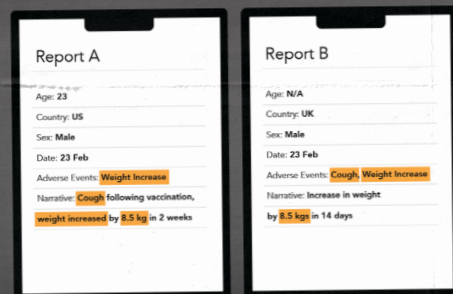 Report A
Age: 23
Country: US
Sex: Male
Date: 23 Feb
Adverse Events: Weight Increase
Narrative: Cough following vaccination,
weight increased by 8.5 kg in 2 weeks
Report B
Age: N/A
Country: UK
Sex: Male
Date: 23 Feb
Adverse Events: Cough, Weight Increase
Narrative: Increase in weight
by 8.5 kgs in 14 days